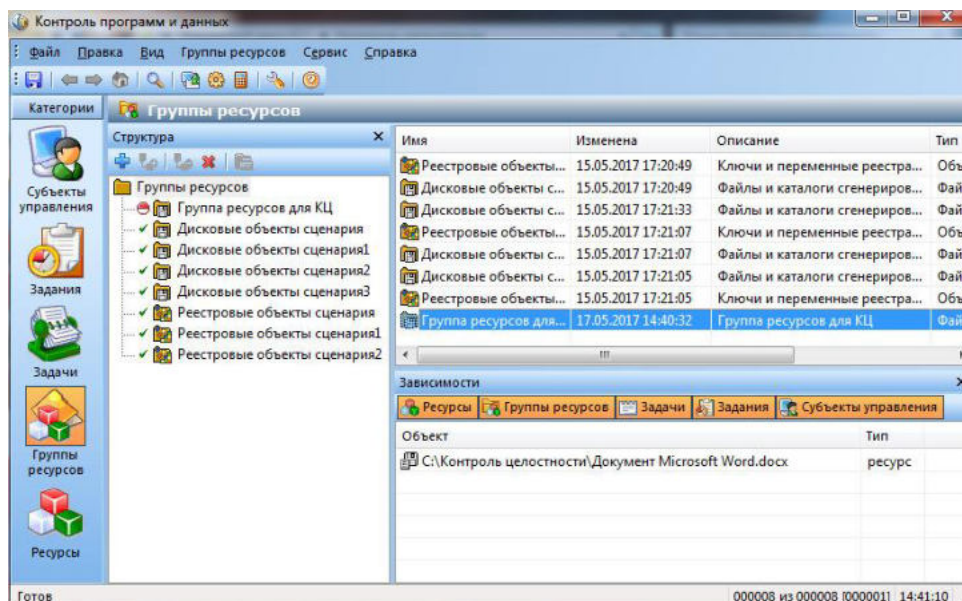 Контроль программ и данных
Файл Правка Вид Группы ресурсов Сервис Справка
Категории
Группы ресурсов
Субъекты управления
Задания
Задачи
Группы ресурсов
Ресурсы
Структура
Группы ресурсов
Группа ресурсов для КЦ
Дисковые объекты сценария
Дисковые объекты сценария1
Дисковые объекты сценария2
Дисковые объекты сценария3
Реестровые объекты сценария
Реестровые объекты сценария1
Реестровые объекты сценария2
Имя Изменена Описание Тип
Реестровые объекты... 15.05.2017 17:20:49 Ключи и переменные реестра... Объ
Дисковые объекты с... 15.05.2017 17:20:49 Файлы и каталоги сгенериров... Фай
Дисковые объекты с... 15.05.2017 17:21:33 Файлы и каталоги сгенериров... Фай
Реестровые объекты... 15.05.2017 17:21:07 Ключи и переменные реестра... Объ
Дисковые объекты с... 15.05.2017 17:21:07 Файлы и каталоги сгенериров... Фай
Дисковые объекты с... 15.05.2017 17:21:05 Файлы и каталоги сгенериров... Фай
Реестровые объекты... 15.05.2017 17:21:05 Ключи и переменные реестра... Объ
Группа ресурсов для... 17.05.2017 14:40:32 Группа ресурсов для КЦ Фай
Зависимости
Ресурсы Группы ресурсов Задачи Задания Субъекты управления
Объект Тип
C:\Контроль целостности\Документ Microsoft Word.docx ресурс
Готов 000008 из 000008 [000001] 14:41:10